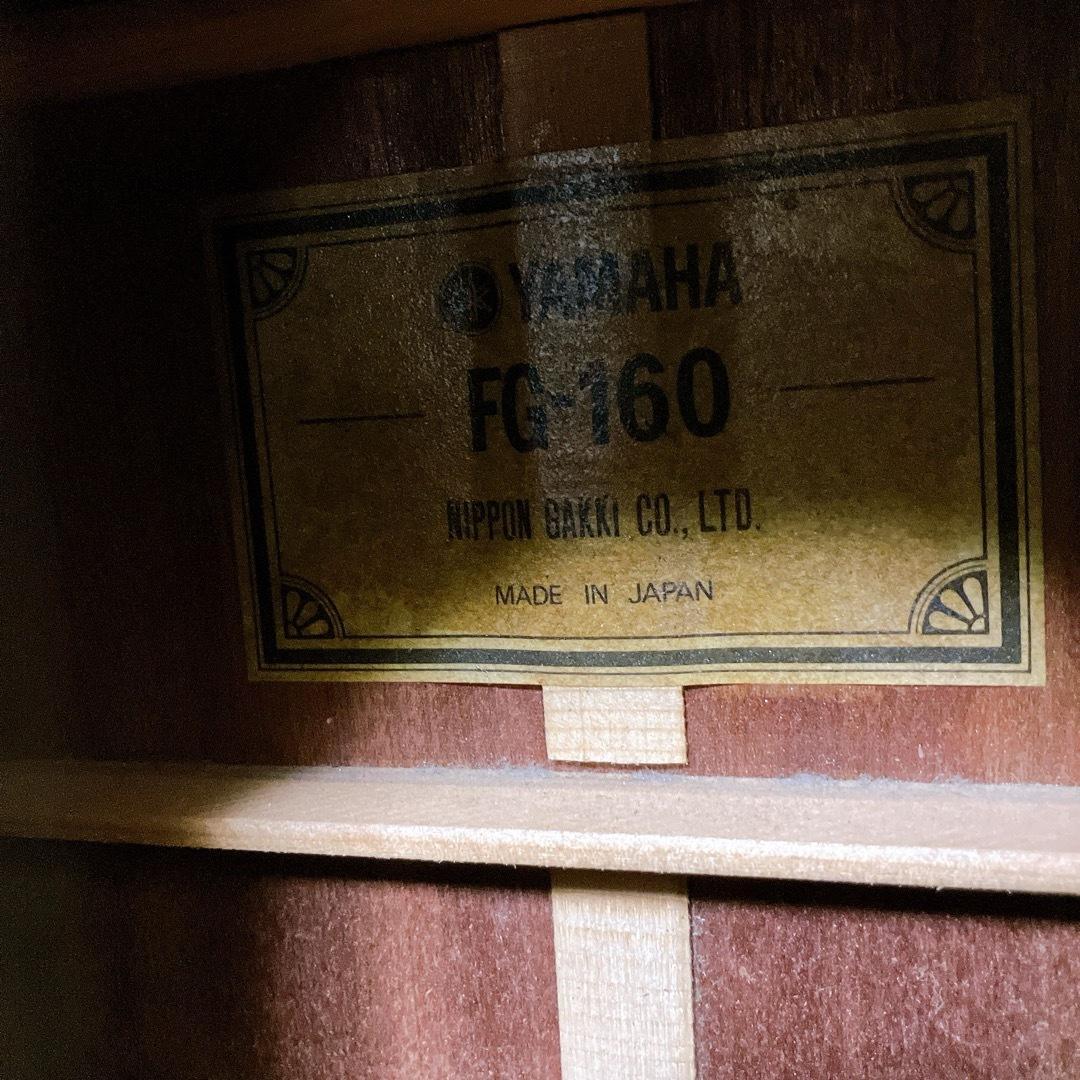 YAMAHA
FG-160
NIPPON GAKKI CO., LTD.
MADE IN JAPAN